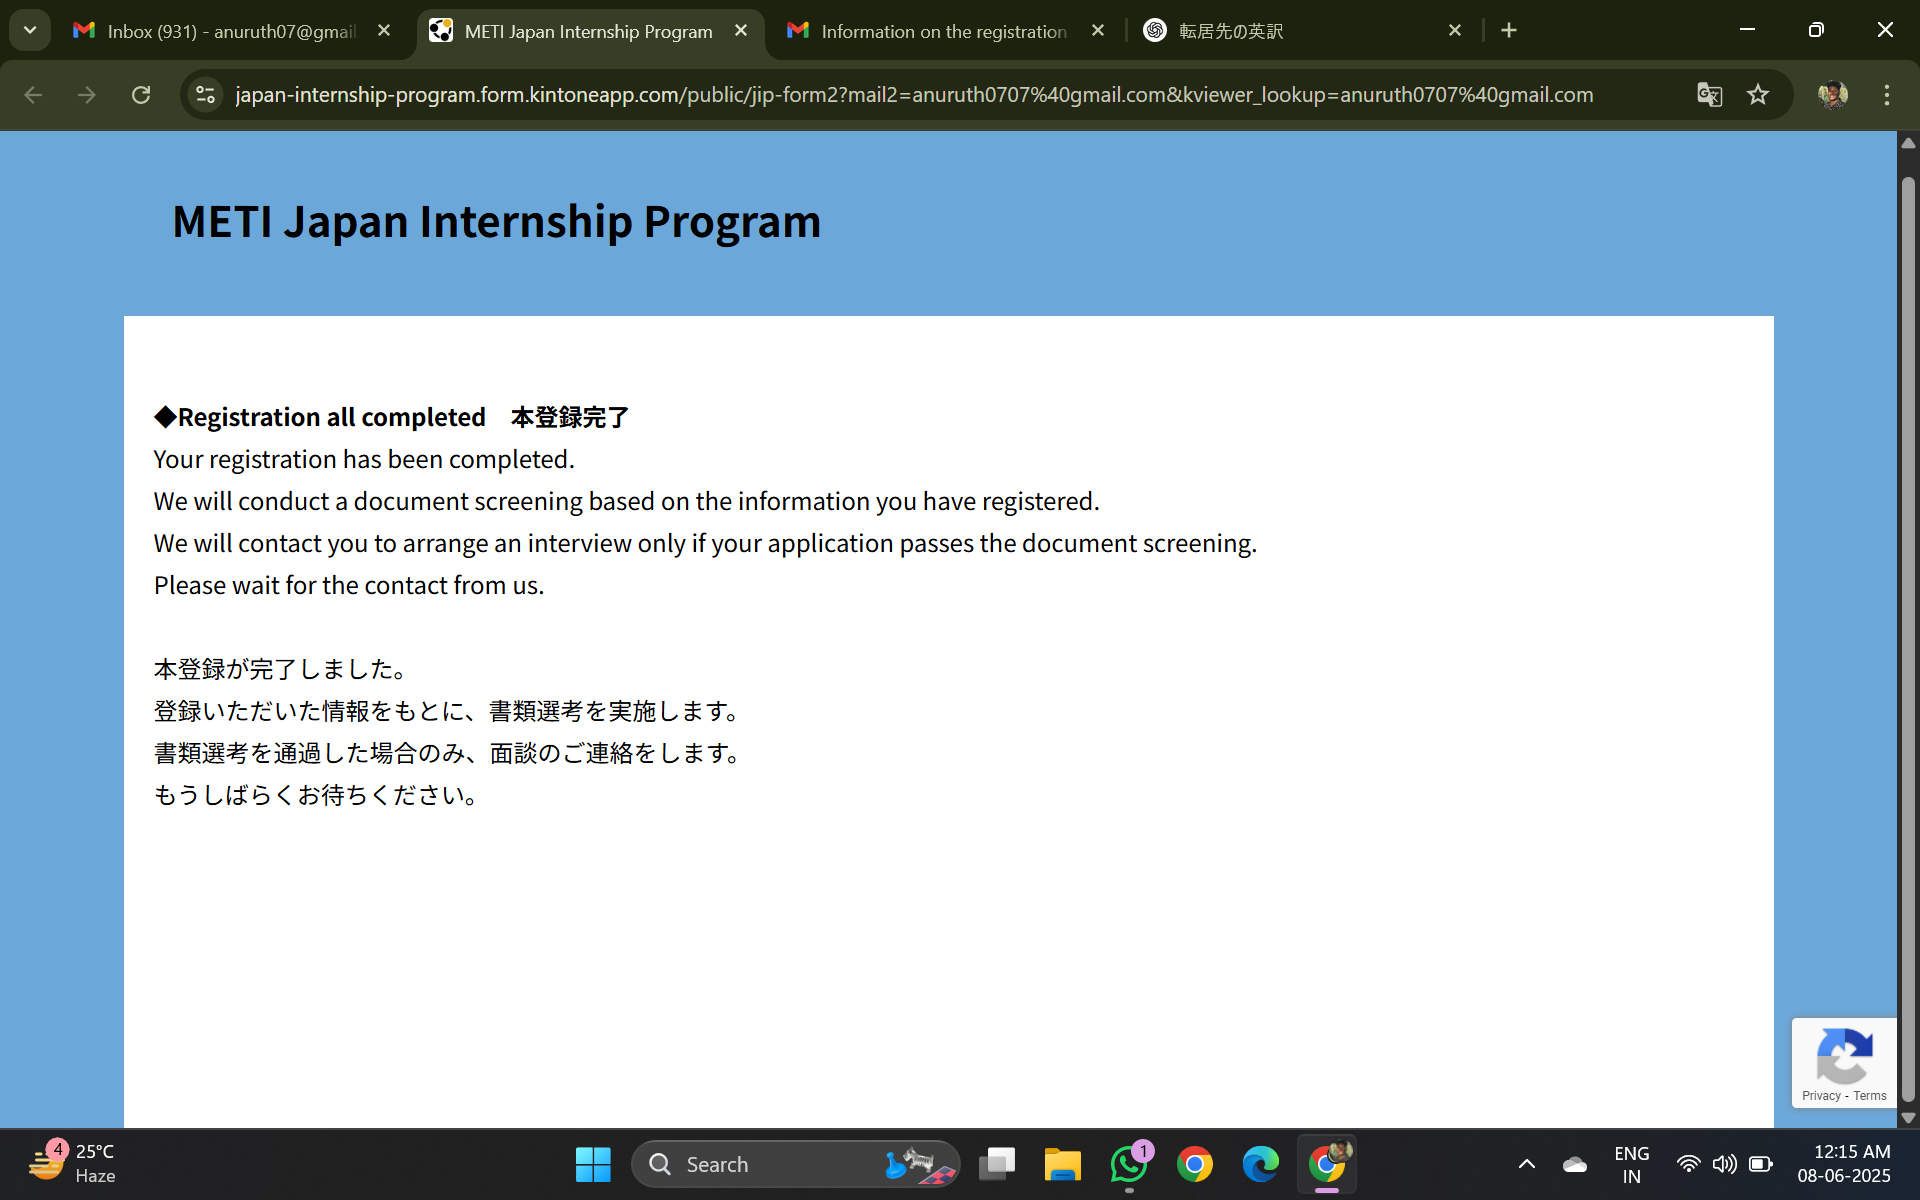 Inbox (931) - anuruth07@gmail
METI Japan Internship Program
Information on the registration
転居先の英訳
japan-internship-program.form.kintoneapp.com/public/jip-form2?mail2=anuruth0707%40gmail.com&kviewer_lookup=anuruth0707%40gmail.com
METI Japan Internship Program
◆Registration all completed　本登録完了
Your registration has been completed.
We will conduct a document screening based on the information you have registered.
We will contact you to arrange an interview only if your application passes the document screening.
Please wait for the contact from us.
本登録が完了しました。
登録いただいた情報をもとに、書類選考を実施します。
書類選考を通過した場合のみ、面談のご連絡をします。
もうしばらくお待ちください。
Privacy - Terms
4
25°C
Haze
Search
1
ENG
IN
12:15 AM
08-06-2025